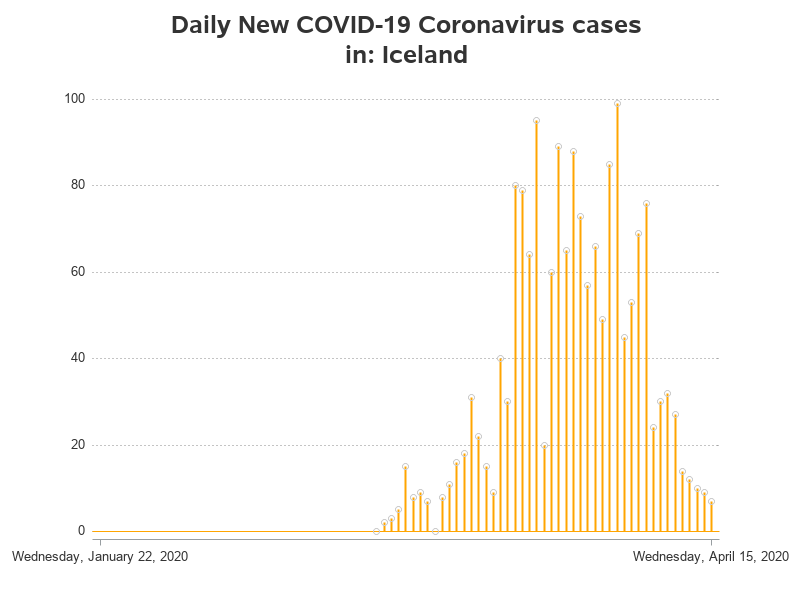 Daily New COVID-19 Coronavirus cases
in: Iceland
100
80
60
40
20
0
Wednesday, January 22, 2020
Wednesday, April 15, 2020